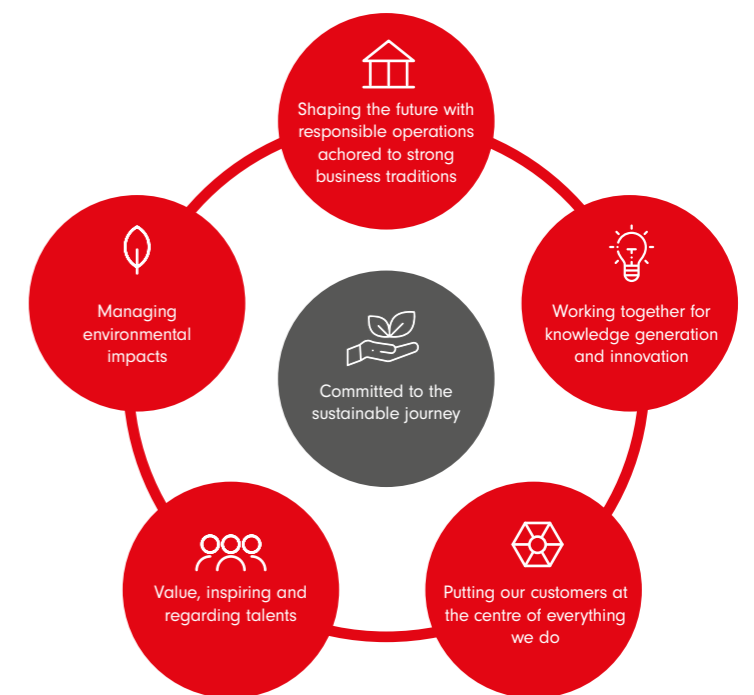 Shaping the future with
responsible operations
achored to strong
business traditions
Managing
environmental
impacts
Working together for
knowledge generation
and innovation
Committed to the
sustainable journey
Value, inspiring and
regarding talents
Putting our customers at
the centre of everything
we do